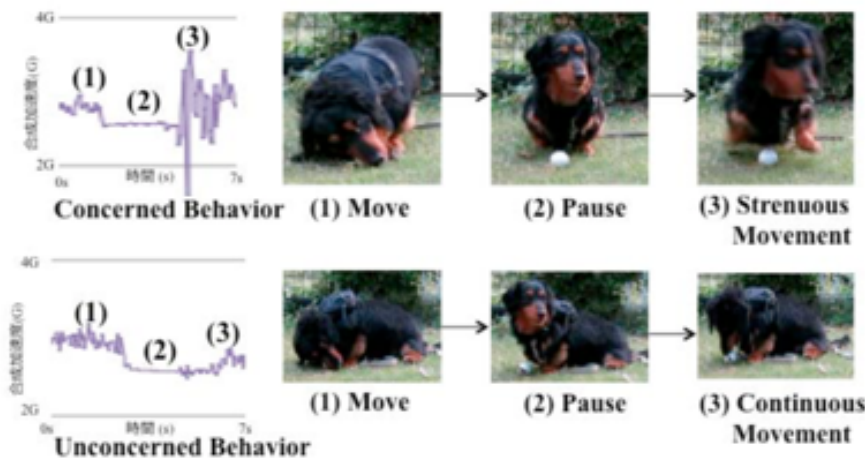 4G
(3)
(1)
(2)
合成加速度(G)
2G
0s
時間 (s)
7s
Concerned Behavior
(1) Move
(2) Pause
(3) Strenuous
Movement
4G
(1)
(3)
(2)
合成加速度(G)
2G
0s
時間 (s)
7s
Unconcerned Behavior
(1) Move
(2) Pause
(3) Continuous
Movement